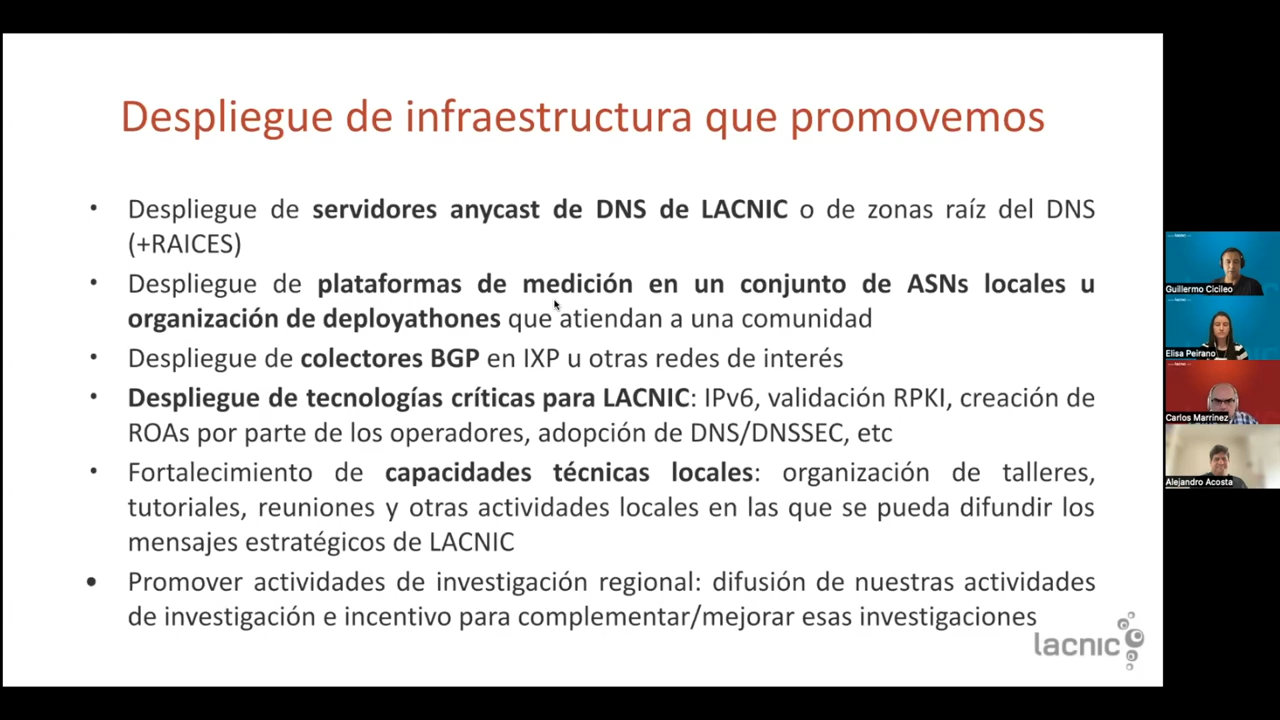 Despliegue de infraestructura que promovemos
• Despliegue de servidores anycast de DNS de LACNIC o de zonas raíz del DNS
(+RAICES)
• Despliegue de plataformas de medición en un conjunto de ASNs locales u
organización de deployathones que atiendan a una comunidad
• Despliegue de colectores BGP en IXP u otras redes de interés
• Despliegue de tecnologías críticas para LACNIC: IPv6, validación RPKI, creación de
ROAs por parte de los operadores, adopción de DNS/DNSSEC, etc
• Fortalecimiento de capacidades técnicas locales: organización de talleres,
tutoriales, reuniones y otras actividades locales en las que se pueda difundir los
mensajes estratégicos de LACNIC
• Promover actividades de investigación regional: difusión de nuestras actividades
de investigación e incentivo para complementar/mejorar esas investigaciones
lacnic
Guillermo Cicileo
Elisa Peirano
Carlos Marrinez
Alejandro Acosta